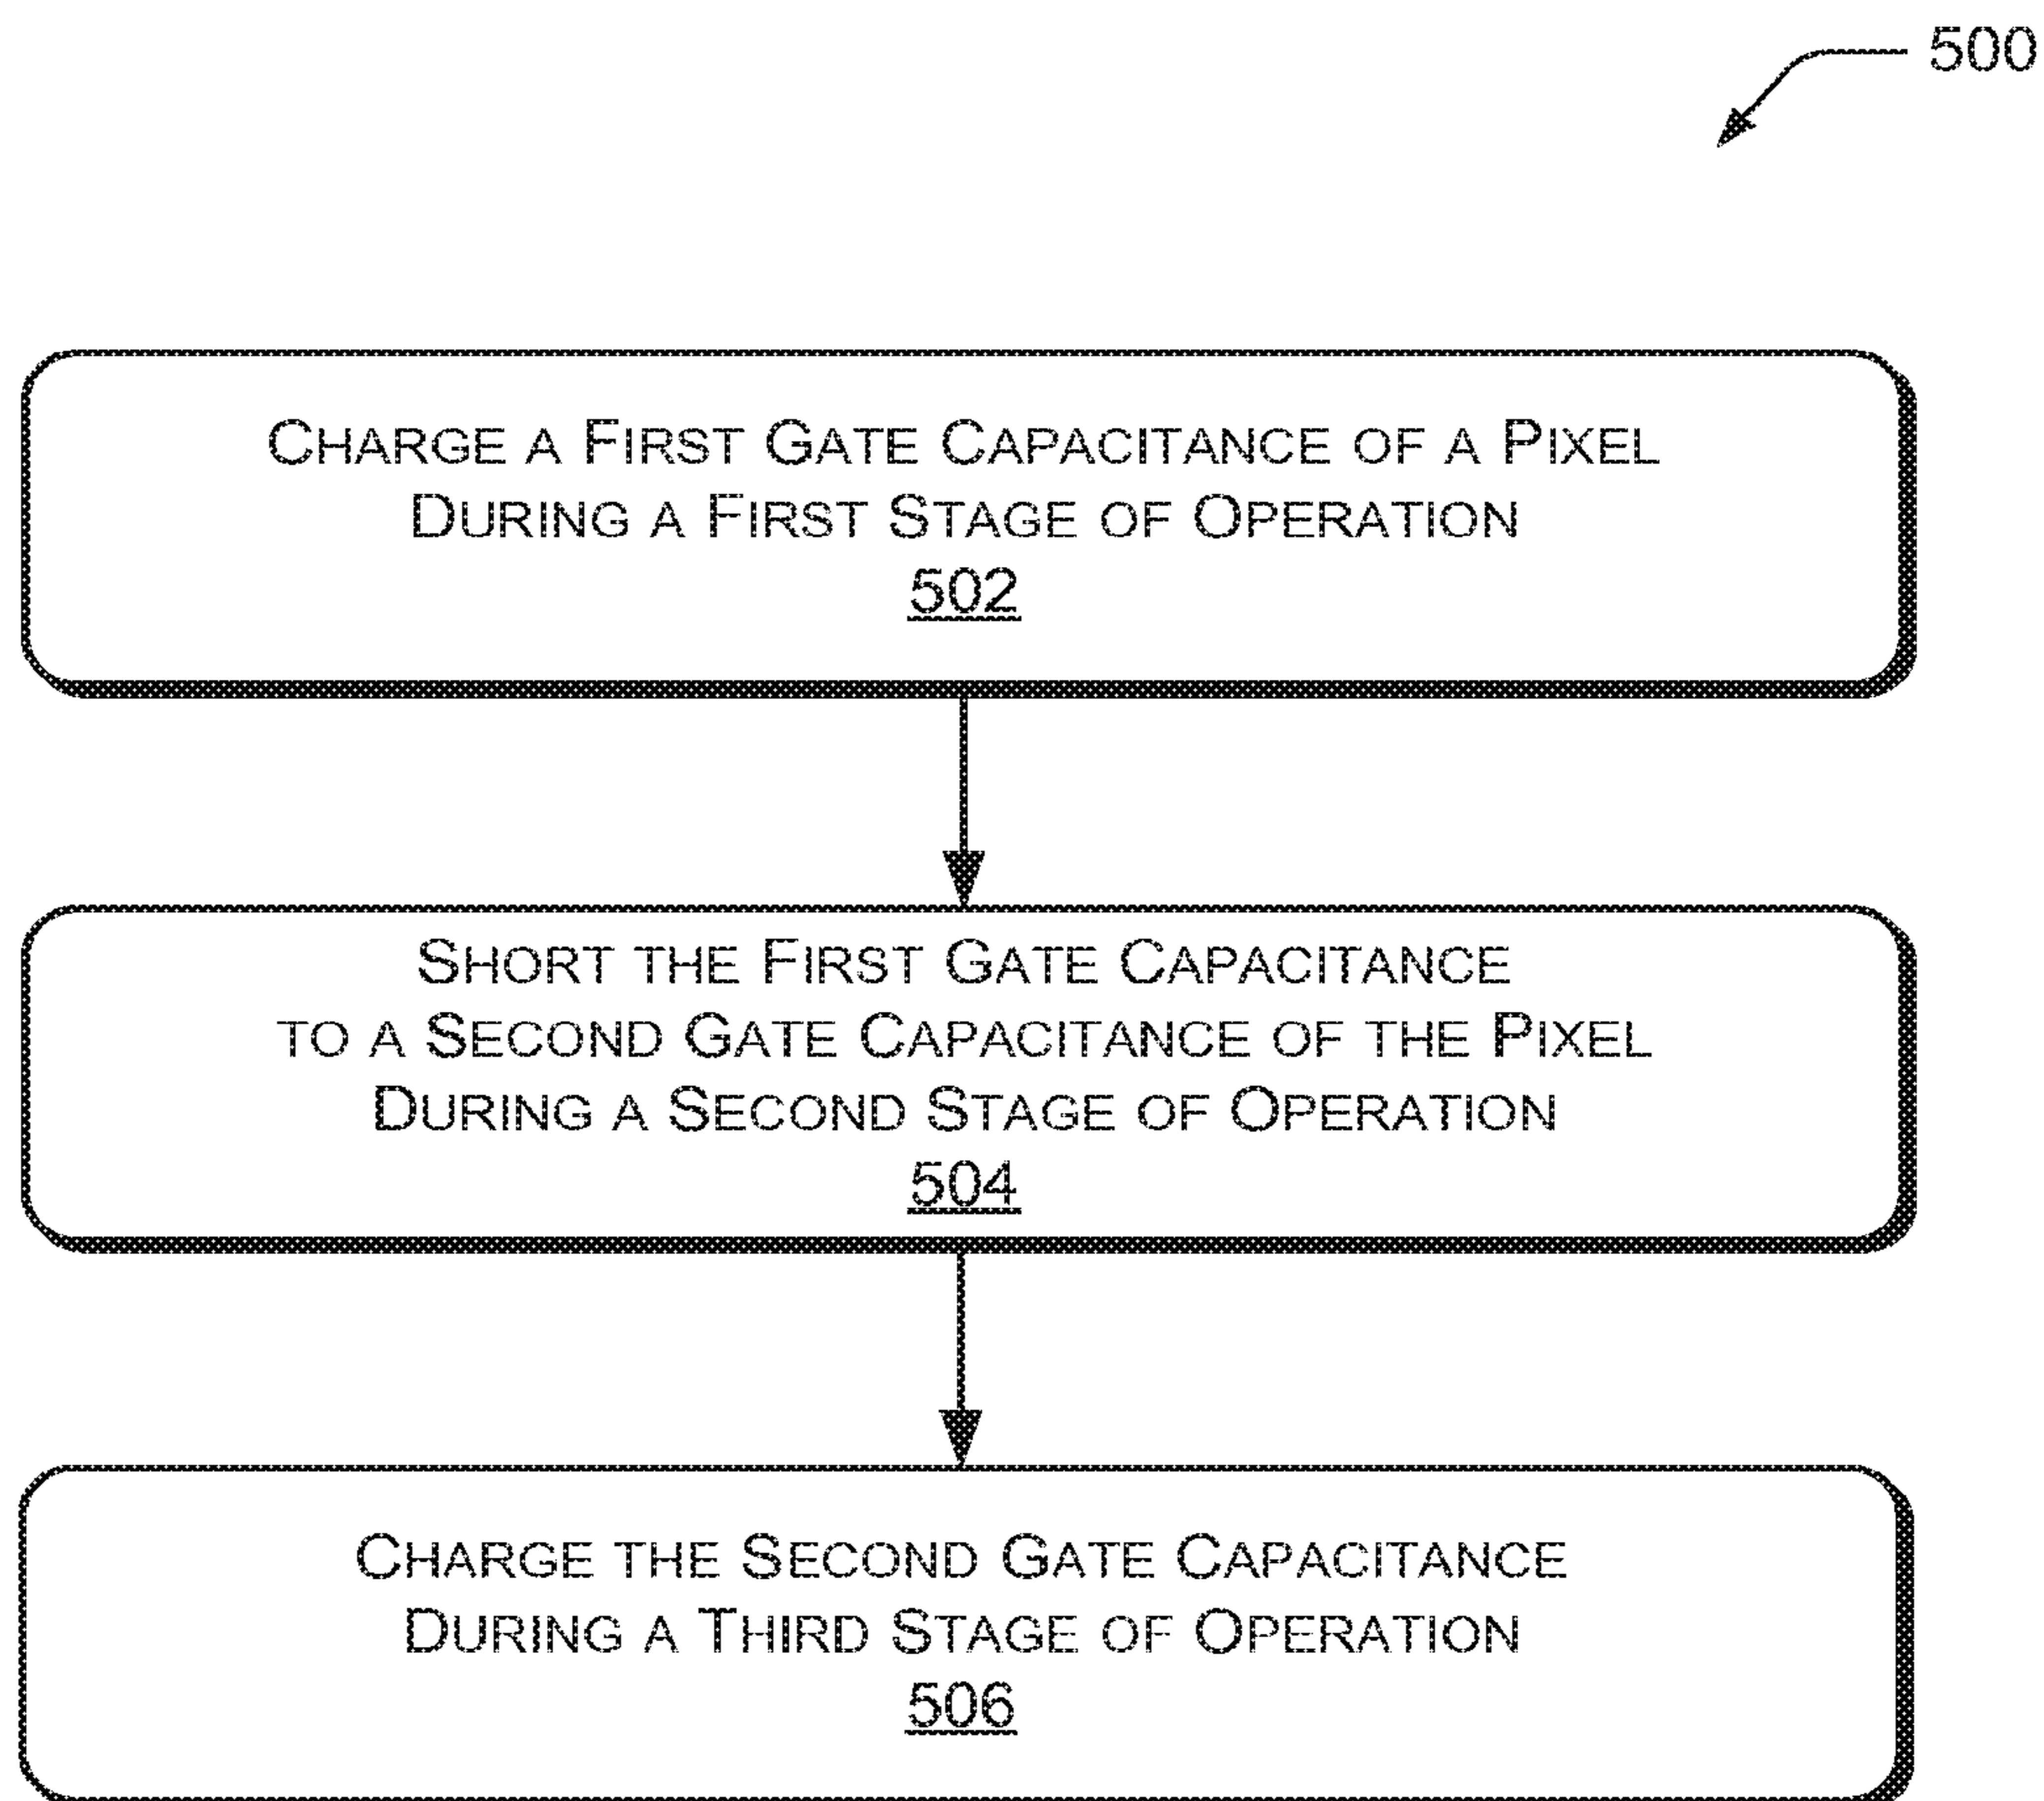 500
CHARGE A FIRST GATE CAPACITANCE OF A PIXEL
DURING A FIRST STAGE OF OPERATION
502
SHORT THE FIRST GATE CAPACITANCE
TO A SECOND GATE CAPACITANCE OF THE PIXEL
DURING A SECOND STAGE OF OPERATION
504
CHARGE THE SECOND GATE CAPACITANCE
DURING A THIRD STAGE OF OPERATION
506